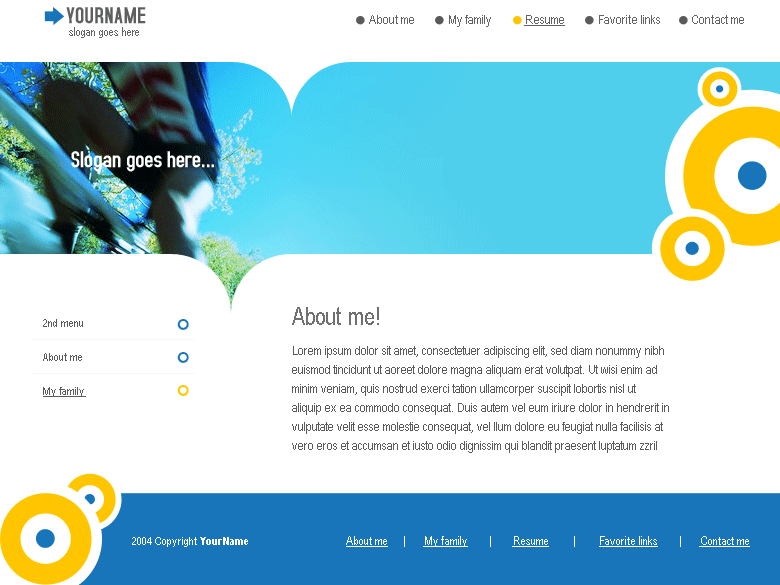 YOURNAME
slogan goes here
About me My family Resume Favorite links Contact me
Slogan goes here...
2nd menu
About me
My family
About me!
Lorem ipsum dolor sit amet, consectetuer adipiscing elit, sed diam nonummy nibh
euismod tincidunt ut aoreet dolore magna aliquam erat volutpat. Ut wisi enim ad
minim veniam, quis nostrud exerci tation ullamcorper suscipit lobortis nisl ut
aliquip ex ea commodo consequat. Duis autem vel eum iriure dolor in hendrerit in
vulputate velit esse molestie consequat, vel llum dolore eu feugiat nulla facilisis at
vero eros et accumsan et iusto odio dignissim qui blandit praesent luptatum zzril
2004 Copyright YourName
About me | My family | Resume | Favorite links | Contact me